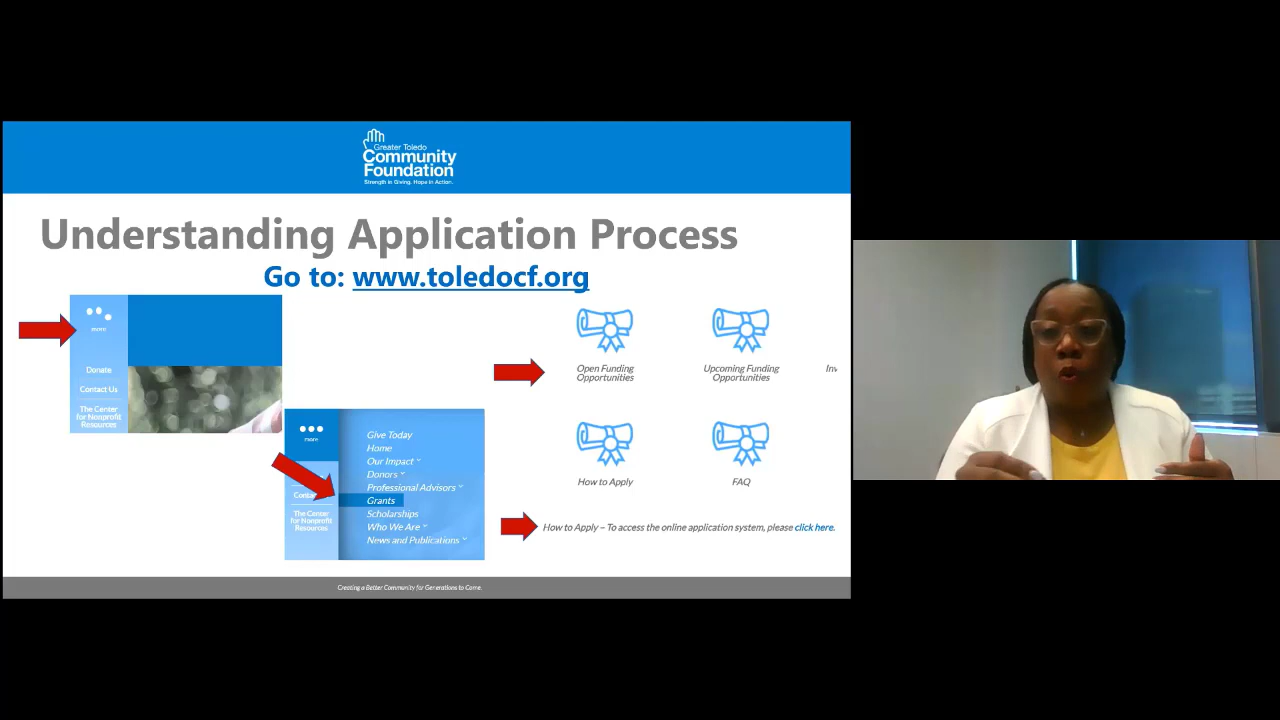 Greater Toledo
Community
Foundation
Strength in Giving. Hope in Action.
Understanding Application Process
Go to: www.toledocf.org
more
Donate
Contact Us
The Center
for Nonprofit
Resources
more
Conta
The Center
for Nonprofit
Resources
Give Today
Home
Our Impact
Donors
Professional Advisors
Grants
Scholarships
Who We Are
News and Publications
Open Funding
Opportunities
Upcoming Funding
Opportunities
Inv
How to Apply
FAQ
How to Apply – To access the online application system, please click here.
Creating a Better Community for Generations to Come.